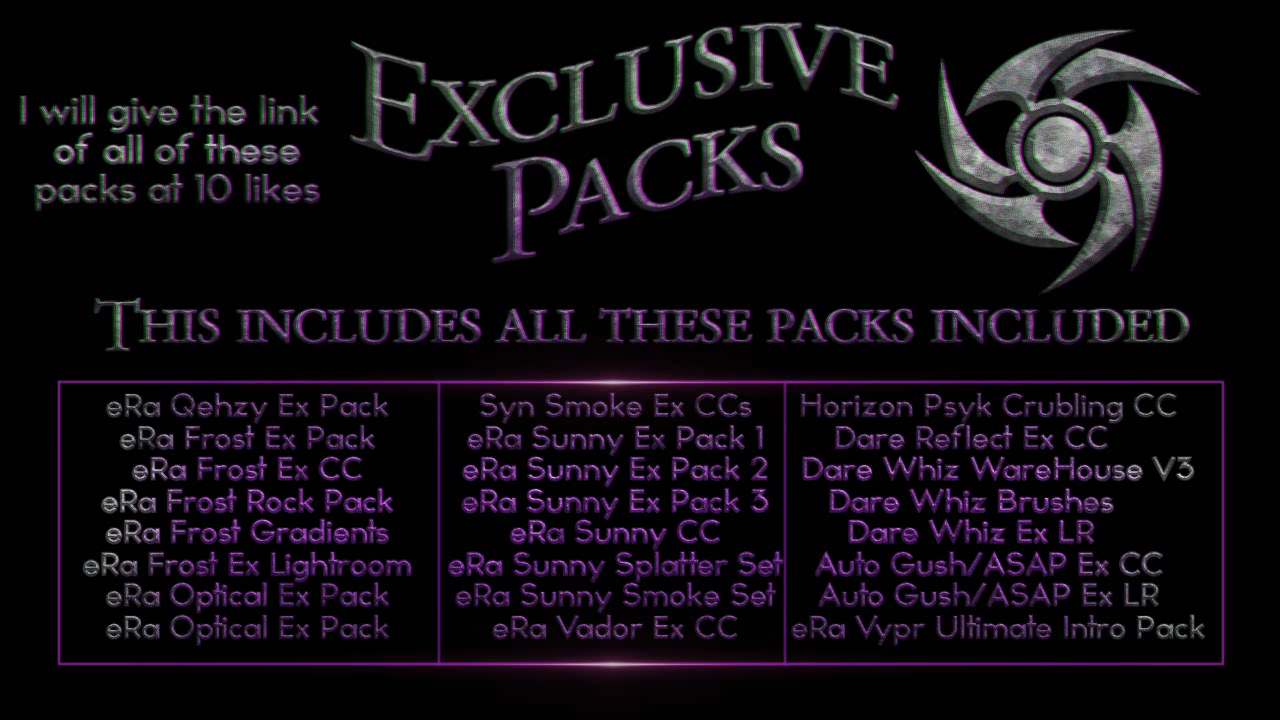 I will give the link
of all of these
packs at 10 likes
Exclusive
Packs
This includes all these packs included
eRa Qehzy Ex Pack
eRa Frost Ex Pack
eRa Frost Ex CC
eRa Frost Rock Pack
eRa Frost Gradients
eRa Frost Ex Lightroom
eRa Optical Ex Pack
eRa Optical Ex Pack
Syn Smoke Ex CCs
eRa Sunny Ex Pack 1
eRa Sunny Ex Pack 2
eRa Sunny Ex Pack 3
eRa Sunny CC
eRa Sunny Splatter Set
eRa Sunny Smoke Set
eRa Vador Ex CC
Horizon Psyk Crubling CC
Dare Reflect Ex CC
Dare Whiz WareHouse V3
Dare Whiz Brushes
Dare Whiz Ex LR
Auto Gush/ASAP Ex CC
Auto Gush/ASAP Ex LR
eRa Vypr Ultimate Intro Pack